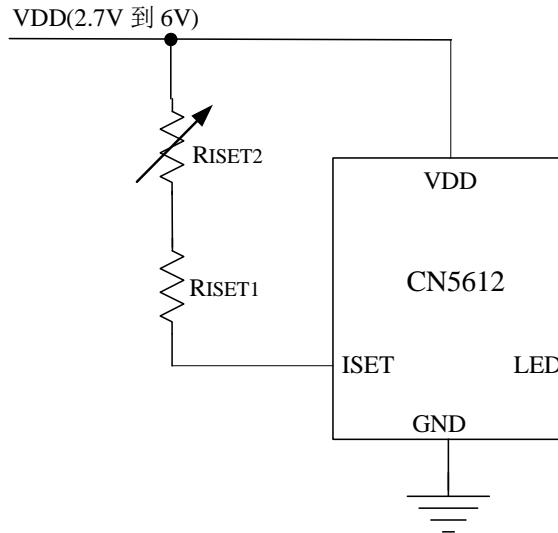 VDD(2.7V 到 6V)
RISET2
VDD
CN5612
RISET1
ISET
LED
GND